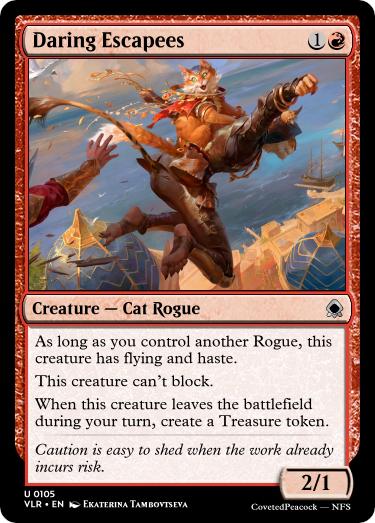 Daring Escapees 1
Creature — Cat Rogue
As long as you control another Rogue, this
creature has flying and haste.
This creature can't block.
When this creature leaves the battlefield
during your turn, create a Treasure token.
Caution is easy to shed when the work already
incurs risk.
2/1
U 0105
VLR • EN Ekaterina Tambovtseva
CovetedPeacock — NFS